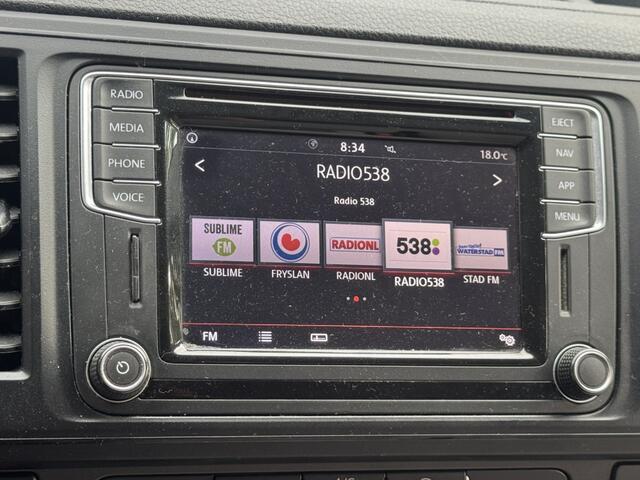 RADIO
MEDIA
PHONE
VOICE
EJECT
NAV
APP
MENU
8:34
18.0°C
<
RADIO538
>
Radio 538
SUBLIME
FM
SUBLIME
FRYSLAN
RADIONL
RADIONL
538
RADIO538
WATERSTAD FM
STAD FM
FM